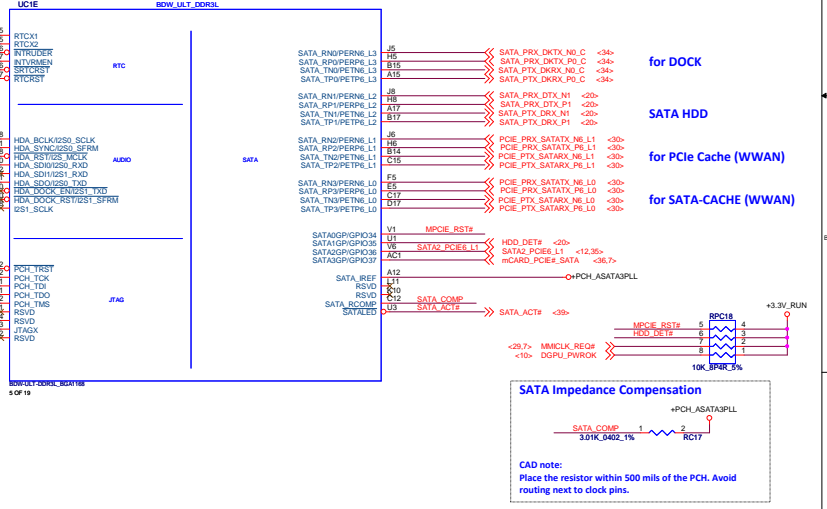 UC1E
BDW_ULT_DDR3L
RTCX1
RTCX2
INTRUDER
INTVRMEN
SRTCRST
RTCRST
RTC
HDA_BCLK/I2S0_SCLK
HDA_SYNC/I2S0_SFRM
HDA_RST/I2S_MCLK
HDA_SDI0/I2S0_RXD
HDA_SDI1/I2S1_RXD
HDA_SDO/I2S0_TXD
HDA_DOCK_EN/I2S1_TXD
HDA_DOCK_RST/I2S1_SFRM
I2S1_SCLK
AUDIO
SATA
PCH_TRST
PCH_TCK
PCH_TDI
PCH_TDO
PCH_TMS
RSVD
RSVD
JTAGX
RSVD
JTAG
SATA_RN0/PERN6_L3 J5 SATA_PRX_DKTX_N0_C <34>
SATA_RP0/PERP6_L3 H5 SATA_PRX_DKTX_P0_C <34>
SATA_TN0/PETN6_L3 B15 SATA_PTX_DKRX_N0_C <34>
SATA_TP0/PETP6_L3 A15 SATA_PTX_DKRX_P0_C <34>
for DOCK
SATA_RN1/PERN6_L2 J8 SATA_PRX_DTX_N1 <20>
SATA_RP1/PERP6_L2 H8 SATA_PRX_DTX_P1 <20>
SATA_TN1/PETN6_L2 A17 SATA_PTX_DRX_N1 <20>
SATA_TP1/PETP6_L2 B17 SATA_PTX_DRX_P1 <20>
SATA HDD
SATA_RN2/PERN6_L1 J6 PCIE_PRX_SATATX_N6_L1 <30>
SATA_RP2/PERP6_L1 H6 PCIE_PRX_SATATX_P6_L1 <30>
SATA_TN2/PETN6_L1 B14 PCIE_PTX_SATARX_N6_L1 <30>
SATA_TP2/PETP6_L1 C15 PCIE_PTX_SATARX_P6_L1 <30>
for PCIe Cache (WWAN)
SATA_RN3/PERN6_L0 F5 PCIE_PRX_SATATX_N6_L0 <30>
SATA_RP3/PERP6_L0 E5 PCIE_PRX_SATATX_P6_L0 <30>
SATA_TN3/PETN6_L0 C17 PCIE_PTX_SATARX_N6_L0 <30>
SATA_TP3/PETP6_L0 D17 PCIE_PTX_SATARX_P6_L0 <30>
for SATA-CACHE (WWAN)
SATA0GP/GPIO34 V1 MPCIE_RST#
SATA1GP/GPIO35 U1 HDD_DET# <20>
SATA2GP/GPIO36 V6 SATA2_PCIE6_L1 <12,35>
SATA3GP/GPIO37 AC1 mCARD_PCIE#_SATA <36,7>
SATA_IREF A12 +PCH_ASATA3PLL
RSVD L11
RSVD K10
SATA_RCOMP C12 SATA_COMP
SATALED U3 SATA_ACT# SATA_ACT# <39>
BDW-ULT-DDR3L_BGA1168
5 OF 19
+3.3V_RUN
RPC18
MPCIE_RST# 5 4
HDD_DET# 6 3
<29,7> MMICLK_REQ# 7 2
<10> DGPU_PWROK 8 1
10K_8P4R_5%
SATA Impedance Compensation
+PCH_ASATA3PLL
SATA_COMP 1 2
3.01K_0402_1% RC17
CAD note:
Place the resistor within 500 mils of the PCH. Avoid
routing next to clock pins.